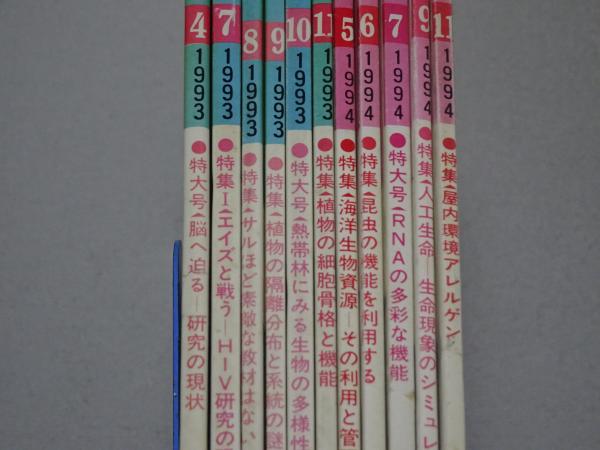 4 1993 ●特大号〈脳へ迫る―研究の現状
7 1993 ●特集Ⅰ〈エイズと戦う―HIV研究の
8 1993 ●特集〈サルほど素敵な教材はない
9 1993 ●特集〈植物の隔離分布と系統の謎
10 1993 ●特大号〈熱帯林にみる生物の多様性
11 1993 ●特集〈植物の細胞骨格と機能
5 1994 ●特集〈海洋生物資源―その利用と管
6 1994 ●特集〈昆虫の機能を利用する
7 1994 ●特大号〈RNAの多彩な機能
9 1994 ●特集〈人工生命―生命現象のシミュレ
11 1994 ●特集〈屋内環境アレルゲン